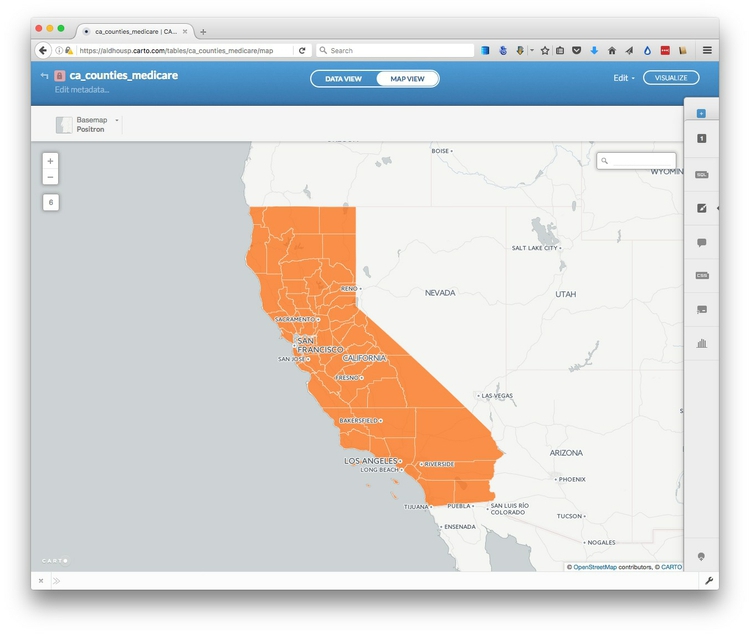 ca_counties_medicare | CA...
https://aldhousp.carto.com/tables/ca_counties_medicare/map
Search
ca_counties_medicare
Edit metadata...
DATA VIEW
MAP VIEW
Edit
VISUALIZE
Basemap
Positron
+
−
6
BOISE
WYOMIN
SALT LAKE CITY
RENO
NEVADA
UTAH
SACRAMENTO
SAN
FRANCISCO
SAN JOSE
CALIFORNIA
FRESNO
LAS VEGAS
BAKERSFIELD
ARIZONA
LOS ANGELES
RIVERSIDE
LONG BEACH
PHOENIX
TIJUANA
PUEBLA
SAN LUIS RÍO
COLORADO
TUCSON
ENSENADA
NOGALES
1
SQL
CSS
CARTO
© OpenStreetMap contributors, © CARTO